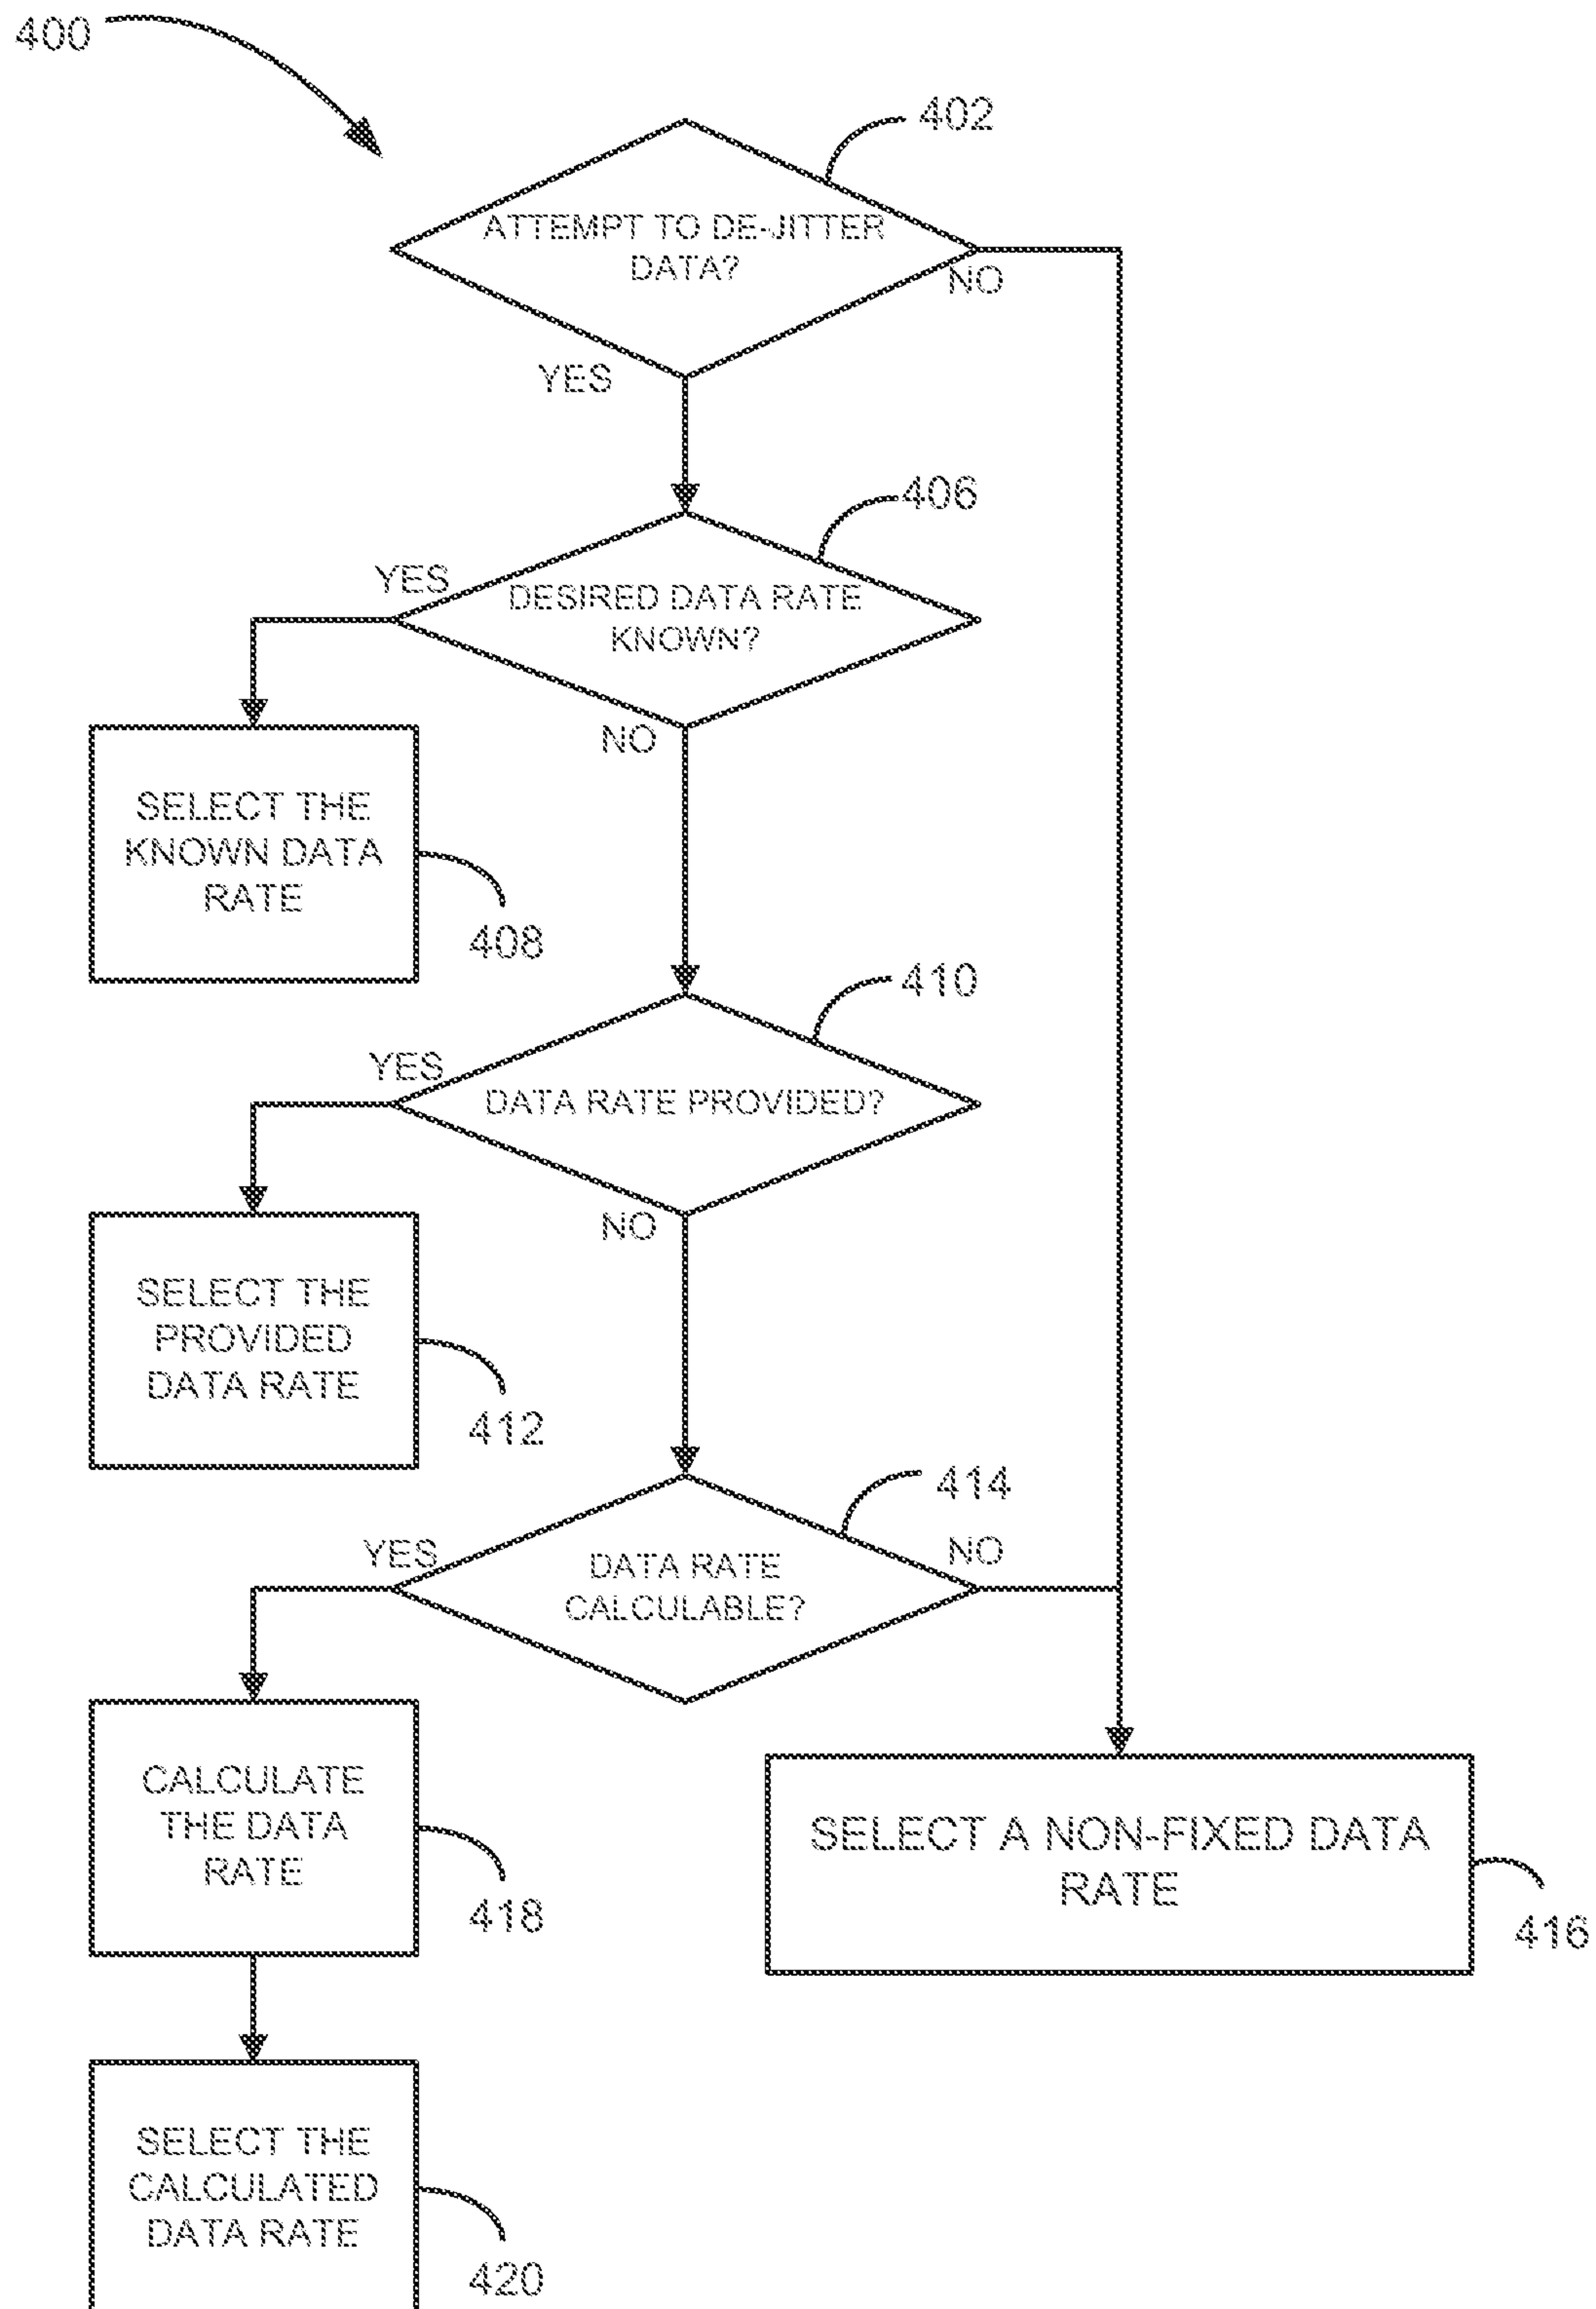 400
402
ATTEMPT TO DE-JITTER
DATA?
NO
YES
406
YES
DESIRED DATA RATE
KNOWN?
NO
SELECT THE
KNOWN DATA
RATE
408
410
YES
DATA RATE PROVIDED?
NO
SELECT THE
PROVIDED
DATA RATE
412
414
YES
NO
DATA RATE
CALCULABLE?
CALCULATE
THE DATA
RATE
418
SELECT A NON-FIXED DATA
RATE
416
SELECT THE
CALCULATED
DATA RATE
420